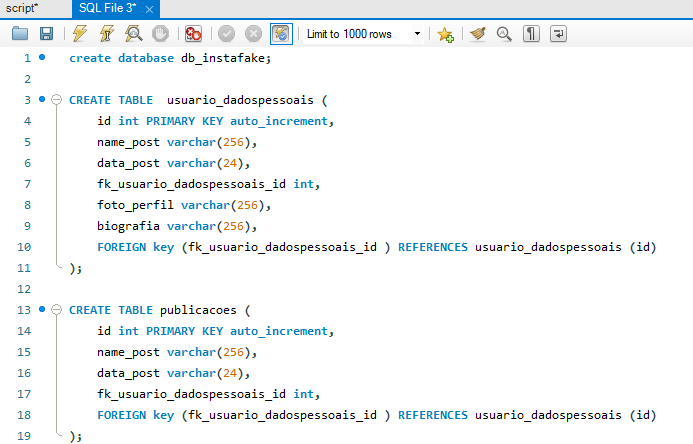 script*
SQL File 3*
Limit to 1000 rows
1 create database db_instafake;
2
3 CREATE TABLE  usuario_dadospessoais (
4 id int PRIMARY KEY auto_increment,
5 name_post varchar(256),
6 data_post varchar(24),
7 fk_usuario_dadospessoais_id int,
8 foto_perfil varchar(256),
9 biografia varchar(256),
10 FOREIGN key (fk_usuario_dadospessoais_id ) REFERENCES usuario_dadospessoais (id)
11 );
12
13 CREATE TABLE publicacoes (
14 id int PRIMARY KEY auto_increment,
15 name_post varchar(256),
16 data_post varchar(24),
17 fk_usuario_dadospessoais_id int,
18 FOREIGN key (fk_usuario_dadospessoais_id ) REFERENCES usuario_dadospessoais (id)
19 );